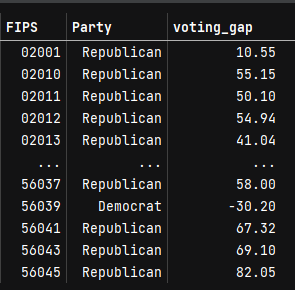 FIPS Party voting_gap
02001 Republican 10.55
02010 Republican 55.15
02011 Republican 50.10
02012 Republican 54.94
02013 Republican 41.04
... ... ...
56037 Republican 58.00
56039 Democrat -30.20
56041 Republican 67.32
56043 Republican 69.10
56045 Republican 82.05